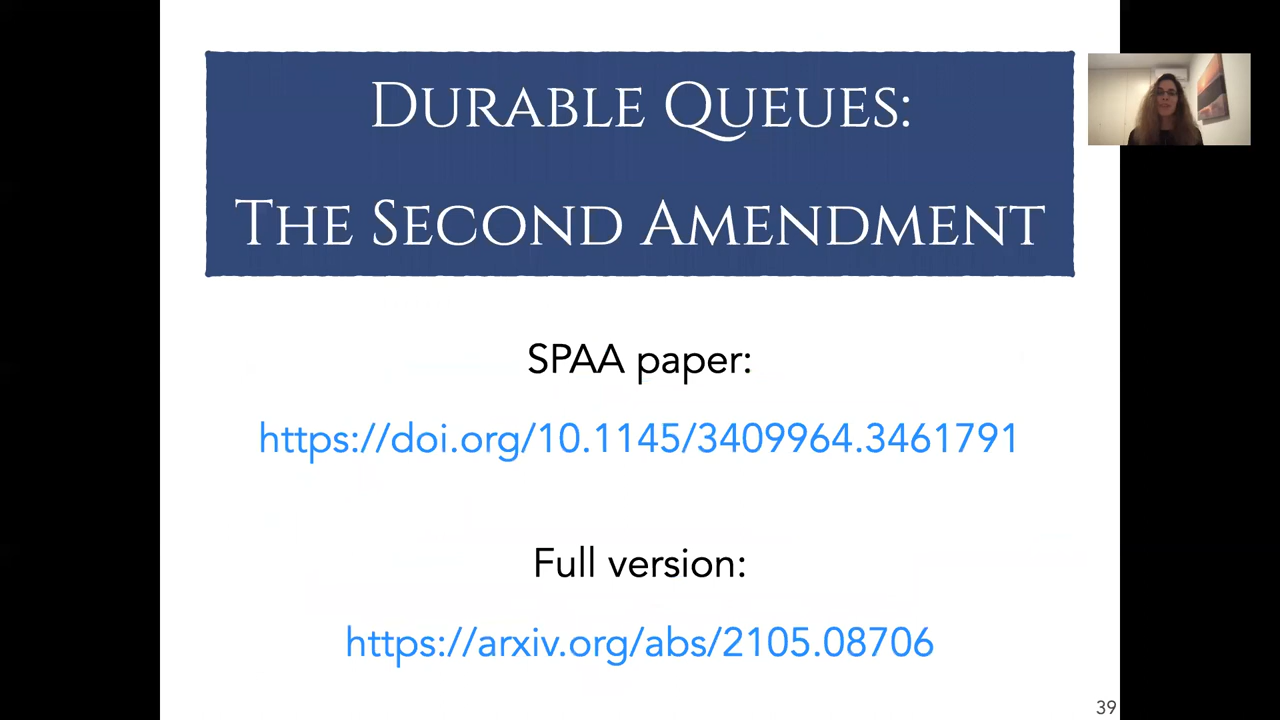 DURABLE QUEUES:
THE SECOND AMENDMENT
SPAA paper:
https://doi.org/10.1145/3409964.3461791
Full version:
https://arxiv.org/abs/2105.08706
39